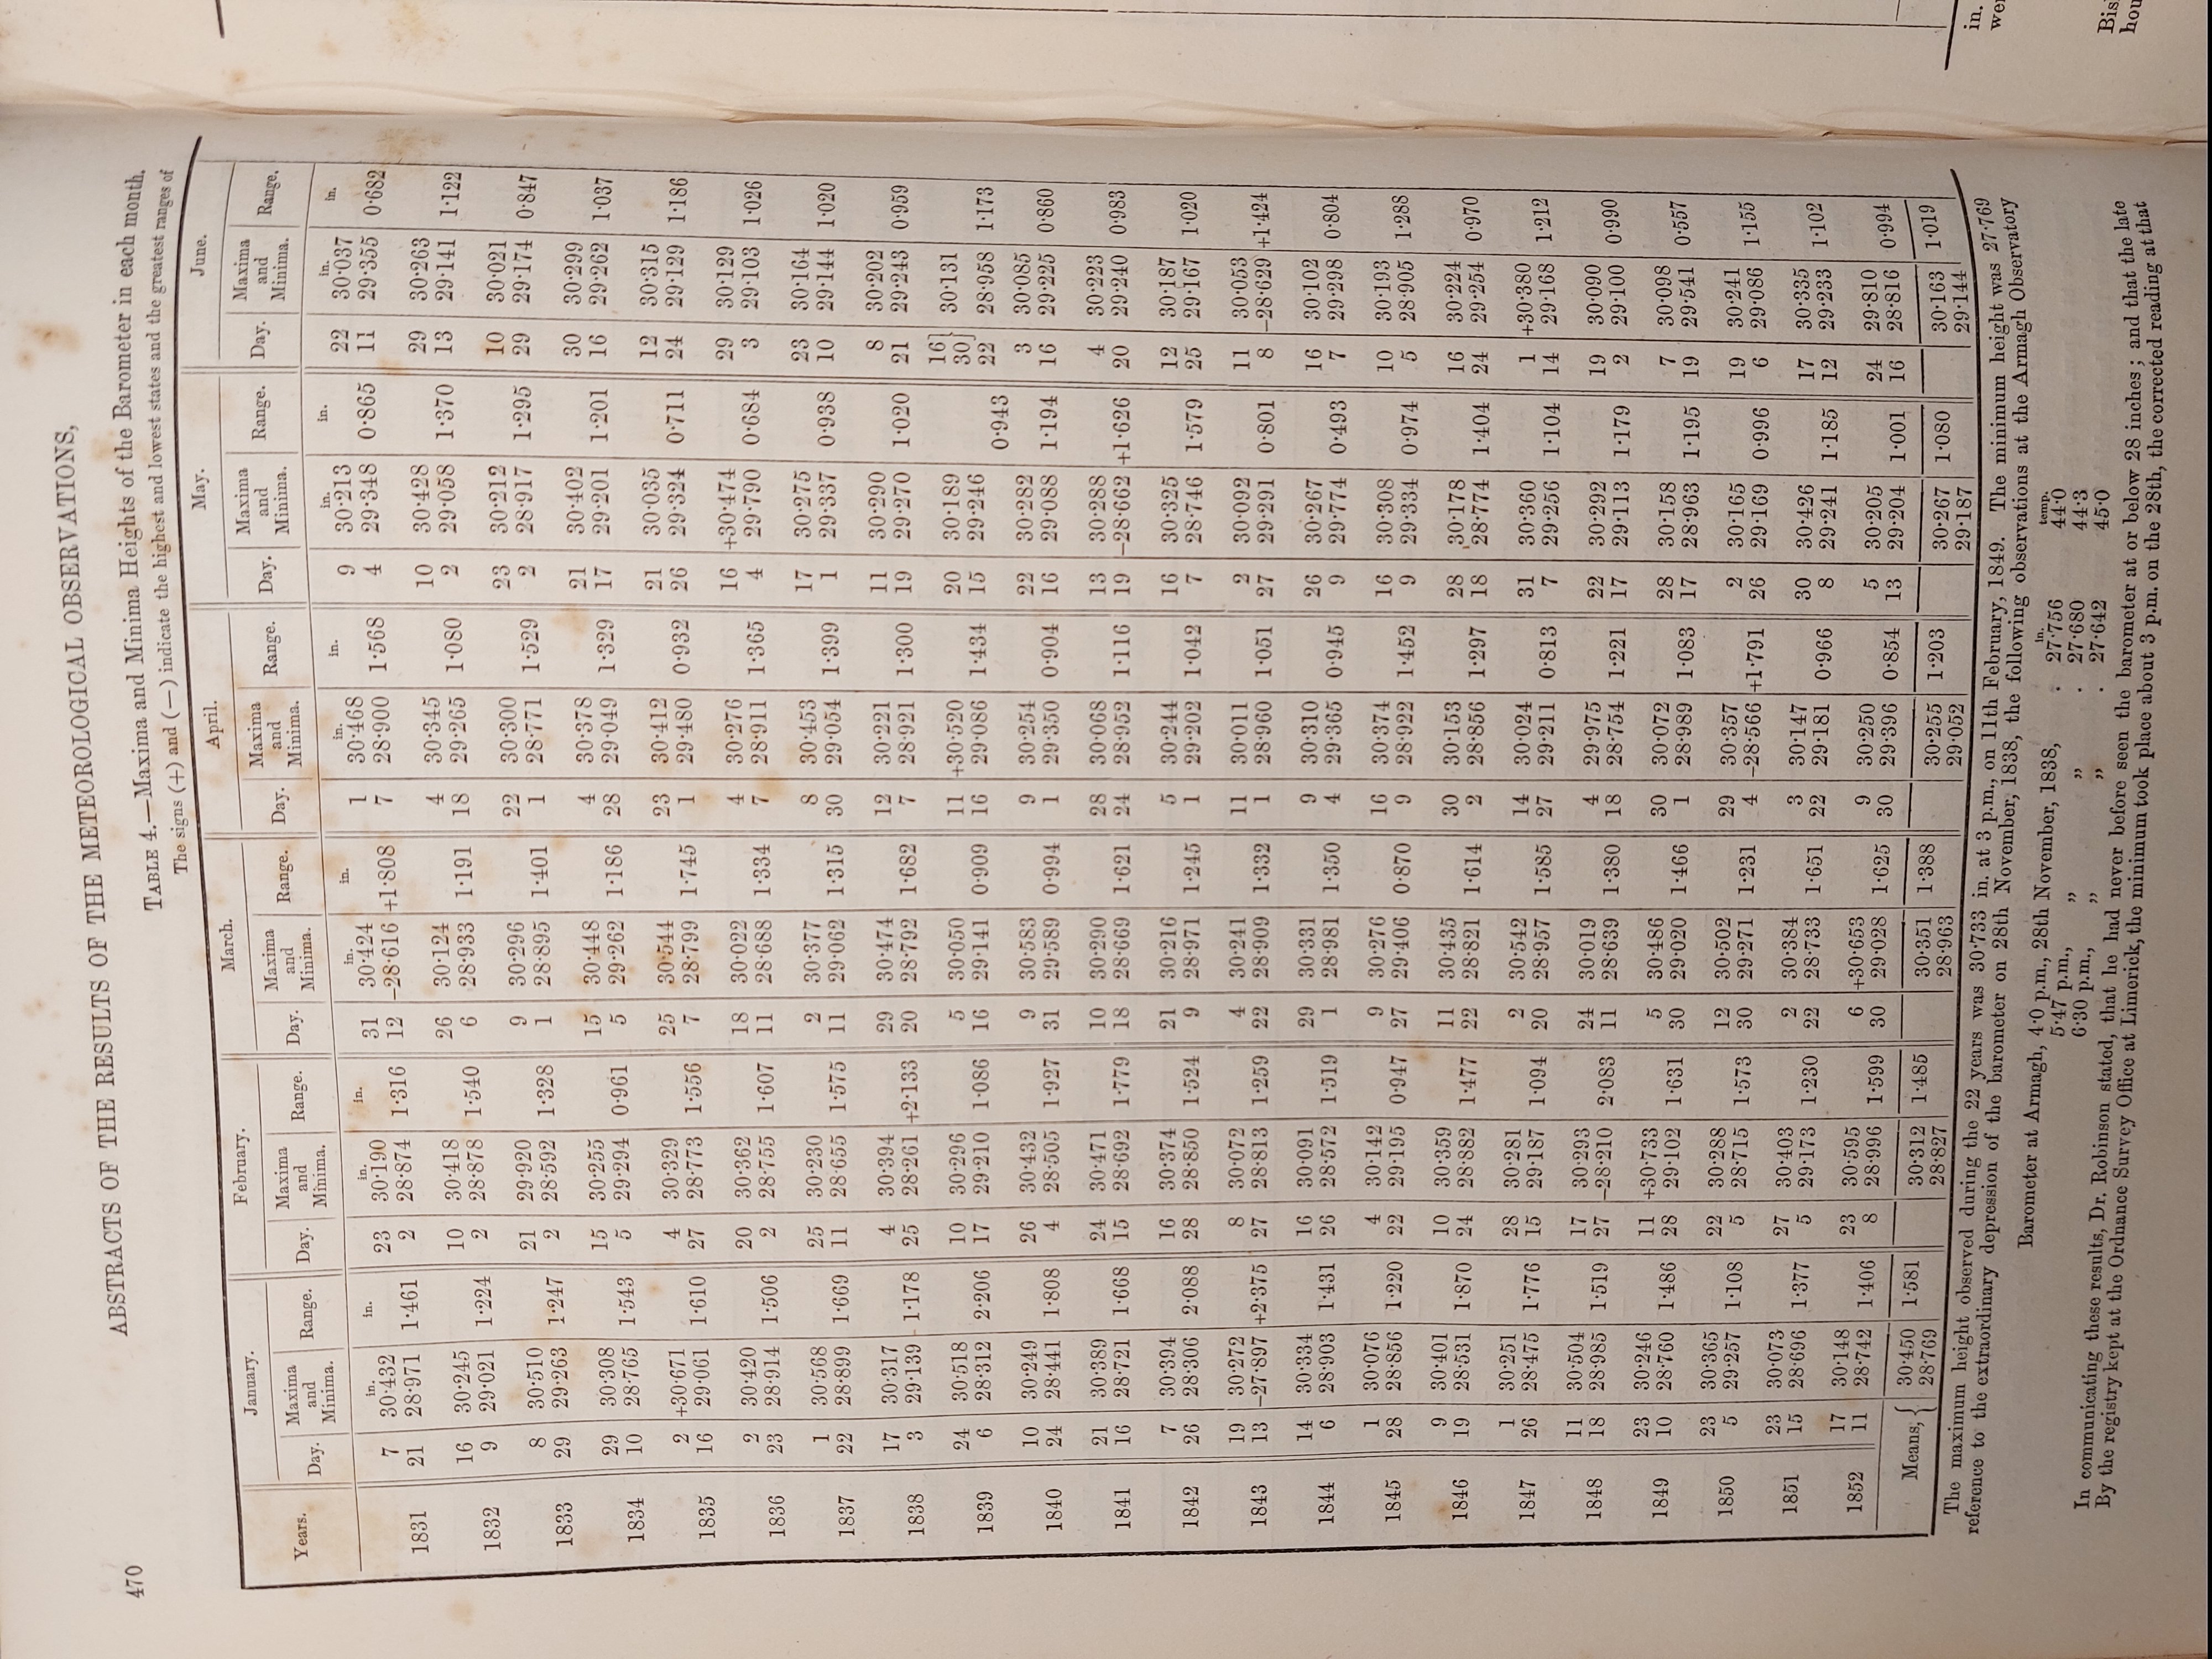 470
ABSTRACTS OF THE RESULTS OF THE METEOROLOGICAL OBSERVATIONS,
TABLE 4.—Maxima and Minima Heights of the Barometer in each month.
The signs (+) and (—) indicate the highest and lowest states and the greatest ranges of
Years. January. February. March. April. May. June.
Day. Maxima and Minima. Range. Day. Maxima and Minima. Range. Day. Maxima and Minima. Range. Day. Maxima and Minima. Range. Day. Maxima and Minima. Range. Day. Maxima and Minima. Range.
in. in. in. in. in. in. in. in. in. in. in. in.
7 30·432 23 30·190 31 30·424 1 30·468 9 30·213 22 30·037
1831 21 28·971 1·461 2 28·874 1·316 12 –28·616 +1·808 7 28·900 1·568 4 29·348 0·865 11 29·355 0·682
16 30·245 10 30·418 26 30·124 4 30·345 10 30·428 29 30·263
1832 9 29·021 1·224 2 28·878 1·540 6 28·933 1·191 18 29·265 1·080 2 29·058 1·370 13 29·141 1·122
8 30·510 21 29·920 9 30·296 22 30·300 23 30·212 10 30·021
1833 29 29·263 1·247 2 28·592 1·328 1 28·895 1·401 1 28·771 1·529 2 28·917 1·295 29 29·174 0·847
29 30·308 15 30·255 15 30·448 4 30·378 21 30·402 30 30·299
1834 10 28·765 1·543 5 29·294 0·961 5 29·262 1·186 28 29·049 1·329 17 29·201 1·201 16 29·262 1·037
2 +30·671 4 30·329 25 30·544 23 30·412 21 30·035 12 30·315
1835 16 29·061 1·610 27 28·773 1·556 7 28·799 1·745 1 29·480 0·932 26 29·324 0·711 24 29·129 1·186
2 30·420 20 30·362 18 30·022 4 30·276 16 +30·474 29 30·129
1836 23 28·914 1·506 2 28·755 1·607 11 28·688 1·334 7 28·911 1·365 4 29·790 0·684 3 29·103 1·026
1 30·568 25 30·230 2 30·377 8 30·453 17 30·275 23 30·164
1837 22 28·899 1·669 11 28·655 1·575 11 29·062 1·315 30 29·054 1·399 1 29·337 0·938 10 29·144 1·020
17 30·317 4 30·394 29 30·474 12 30·221 11 30·290 8 30·202
1838 3 29·139 1·178 25 28·261 +2·133 20 28·792 1·682 7 28·921 1·300 19 29·270 1·020 21 29·243 0·959
24 30·518 10 30·296 5 30·050 11 +30·520 20 30·189 16 30} 30·131
1839 6 28·312 2·206 17 29·210 1·086 16 29·141 0·909 16 29·086 1·434 15 29·246 0·943 22 28·958 1·173
10 30·249 26 30·432 9 30·583 9 30·254 22 30·282 3 30·085
1840 24 28·441 1·808 4 28·505 1·927 31 29·589 0·994 1 29·350 0·904 16 29·088 1·194 16 29·225 0·860
21 30·389 24 30·471 10 30·290 28 30·068 13 30·288 4 30·223
1841 16 28·721 1·668 15 28·692 1·779 18 28·669 1·621 24 28·952 1·116 19 –28·662 +1·626 20 29·240 0·983
7 30·394 16 30·374 21 30·216 5 30·244 16 30·325 12 30·187
1842 26 28·306 2·088 28 28·850 1·524 9 28·971 1·245 1 29·202 1·042 7 28·746 1·579 25 29·167 1·020
19 30·272 8 30·072 4 30·241 11 30·011 2 30·092 11 30·053
1843 13 –27·897 +2·375 27 28·813 1·259 22 28·909 1·332 1 28·960 1·051 27 29·291 0·801 8 –28·629 +1·424
14 30·334 16 30·091 29 30·331 9 30·310 26 30·267 16 30·102
1844 6 28·903 1·431 26 28·572 1·519 1 28·981 1·350 4 29·365 0·945 9 29·774 0·493 7 29·298 0·804
1 30·076 4 30·142 9 30·276 16 30·374 16 30·308 10 30·193
1845 28 28·856 1·220 22 29·195 0·947 27 29·406 0·870 9 28·922 1·452 9 29·334 0·974 5 28·905 1·288
9 30·401 10 30·359 11 30·435 30 30·153 28 30·178 16 30·224
1846 19 28·531 1·870 24 28·882 1·477 22 28·821 1·614 2 28·856 1·297 18 28·774 1·404 24 29·254 0·970
1 30·251 28 30·281 2 30·542 14 30·024 31 30·360 1 +30·380
1847 26 28·475 1·776 15 29·187 1·094 20 28·957 1·585 27 29·211 0·813 7 29·256 1·104 14 29·168 1·212
11 30·504 17 30·293 24 30·019 4 29·975 22 30·292 19 30·090
1848 18 28·985 1·519 27 –28·210 2·083 11 28·639 1·380 18 28·754 1·221 17 29·113 1·179 2 29·100 0·990
23 30·246 11 +30·733 5 30·486 30 30·072 28 30·158 7 30·098
1849 10 28·760 1·486 28 29·102 1·631 30 29·020 1·466 1 28·989 1·083 17 28·963 1·195 19 29·541 0·557
23 30·365 22 30·288 12 30·502 29 30·357 2 30·165 19 30·241
1850 5 29·257 1·108 5 28·715 1·573 30 29·271 1·231 4 –28·566 +1·791 26 29·169 0·996 6 29·086 1·155
23 30·073 27 30·403 2 30·384 3 30·147 30 30·426 17 30·335
1851 15 28·696 1·377 5 29·173 1·230 22 28·733 1·651 22 29·181 0·966 8 29·241 1·185 12 29·233 1·102
17 30·148 23 30·595 6 +30·653 9 30·250 5 30·205 24 29·810
1852 11 28·742 1·406 8 28·996 1·599 30 29·028 1·625 30 29·396 0·854 13 29·204 1·001 16 28·816 0·994
Means, { 30·450 1·581 30·312 1·485 30·351 1·388 30·255 1·203 30·267 1·080 30·163 1·019
28·769 28·827 28·963 29·052 29·187 29·144
The maximum height observed during the 22 years was 30·733 in. at 3 p.m., on 11th February, 1849. The minimum height was 27·769
reference to the extraordinary depression of the barometer on 28th November, 1838, the following observations at the Armagh Observatory
in. temp.
Barometer at Armagh, 4·0 p.m., 28th November, 1838, . 27·756 44·0
5·47 p.m., „ „ . 27·680 44·3
6·30 p.m., „ „ . 27·642 45·0
In communicating these results, Dr. Robinson stated, that he had never before seen the barometer at or below 28 inches; and that the late
By the registry kept at the Ordnance Survey Office at Limerick, the minimum took place about 3 p.m. on the 28th, the corrected reading at that
in.